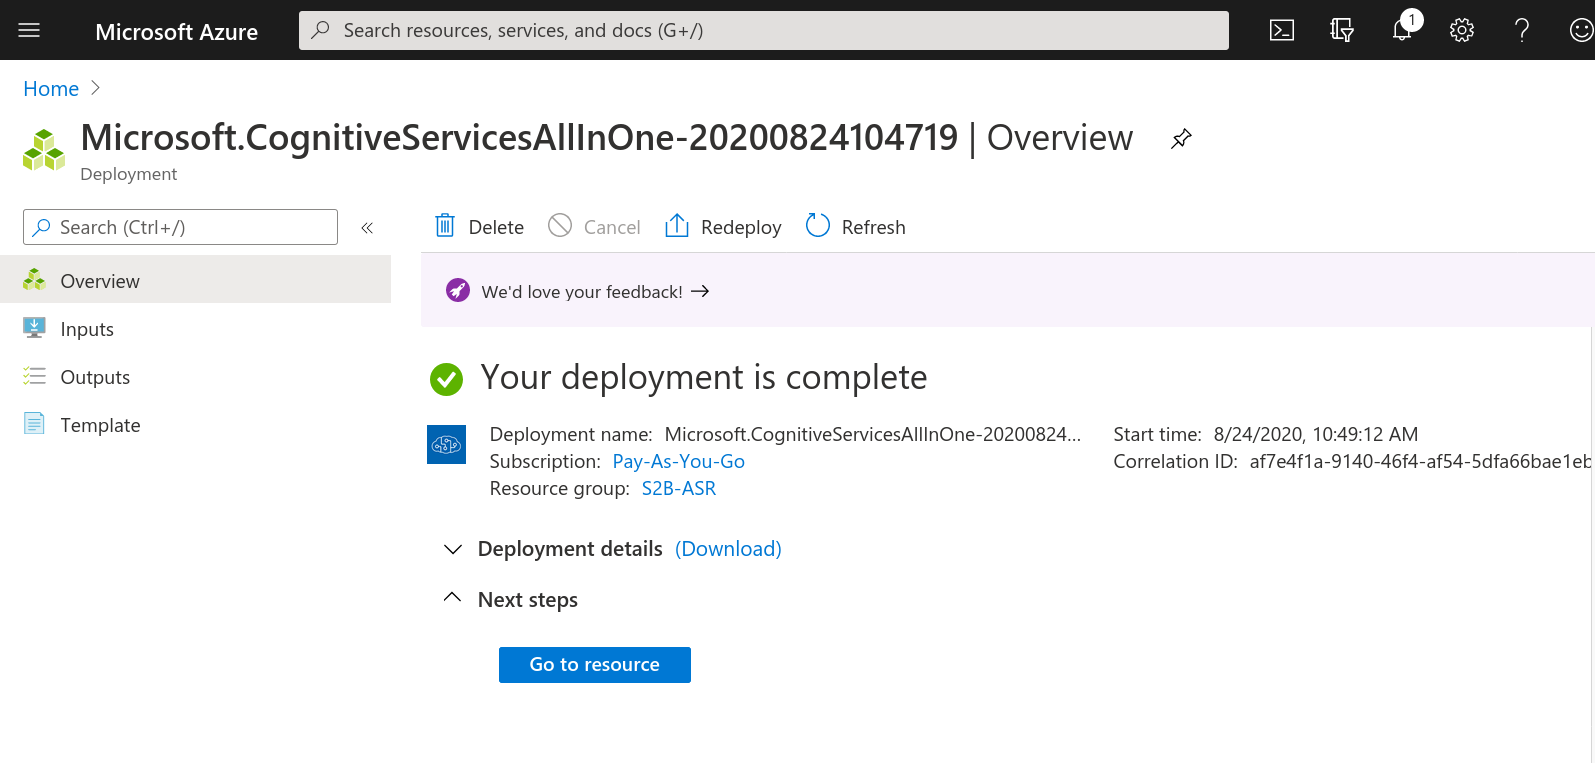 Microsoft Azure
Search resources, services, and docs (G+/)
1
Home
Microsoft.CognitiveServicesAllInOne-20200824104719 | Overview
Deployment
Search (Ctrl+/)
«
Delete
Cancel
Redeploy
Refresh
Overview
Inputs
Outputs
Template
We'd love your feedback! →
Your deployment is complete
Deployment name: Microsoft.CognitiveServicesAllInOne-20200824...
Subscription: Pay-As-You-Go
Resource group: S2B-ASR
Start time: 8/24/2020, 10:49:12 AM
Correlation ID: af7e4f1a-9140-46f4-af54-5dfa66bae1eb
Deployment details (Download)
Next steps
Go to resource